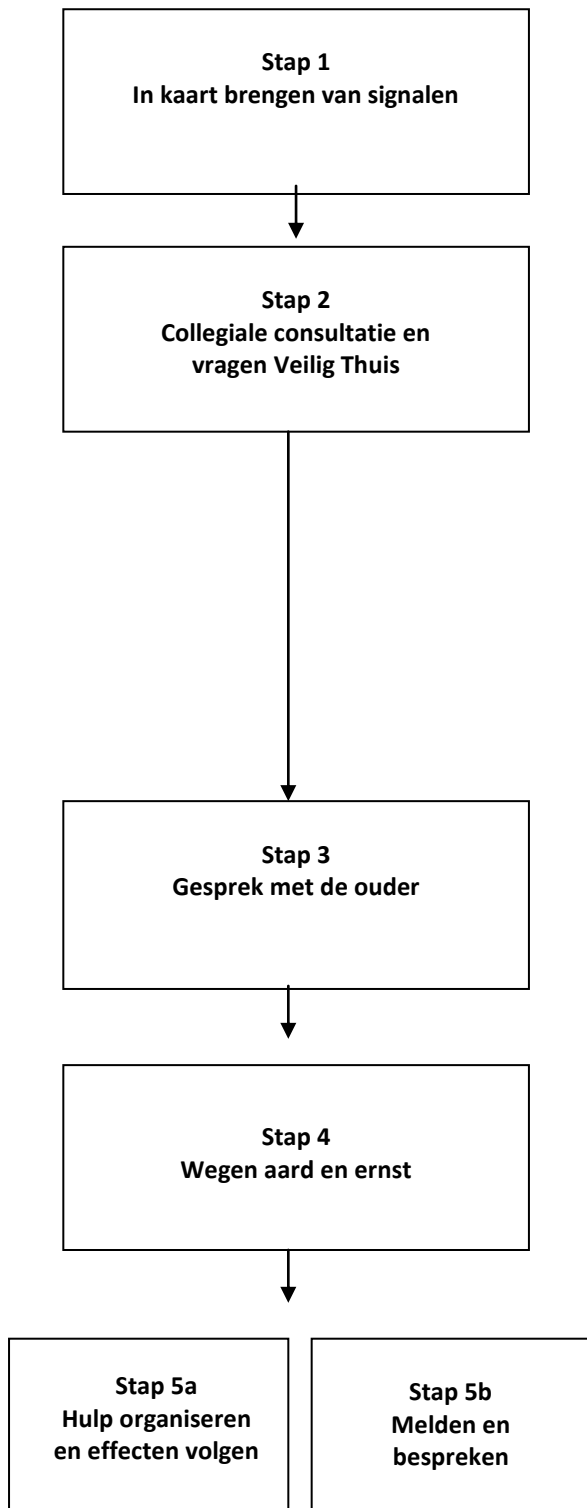 Stap 1
In kaart brengen van signalen
Stap 2
Collegiale consultatie en
vragen Veilig Thuis
Stap 3
Gesprek met de ouder
Stap 4
Wegen aard en ernst
Stap 5a
Hulp organiseren
en effecten volgen
Stap 5b
Melden en
bespreken